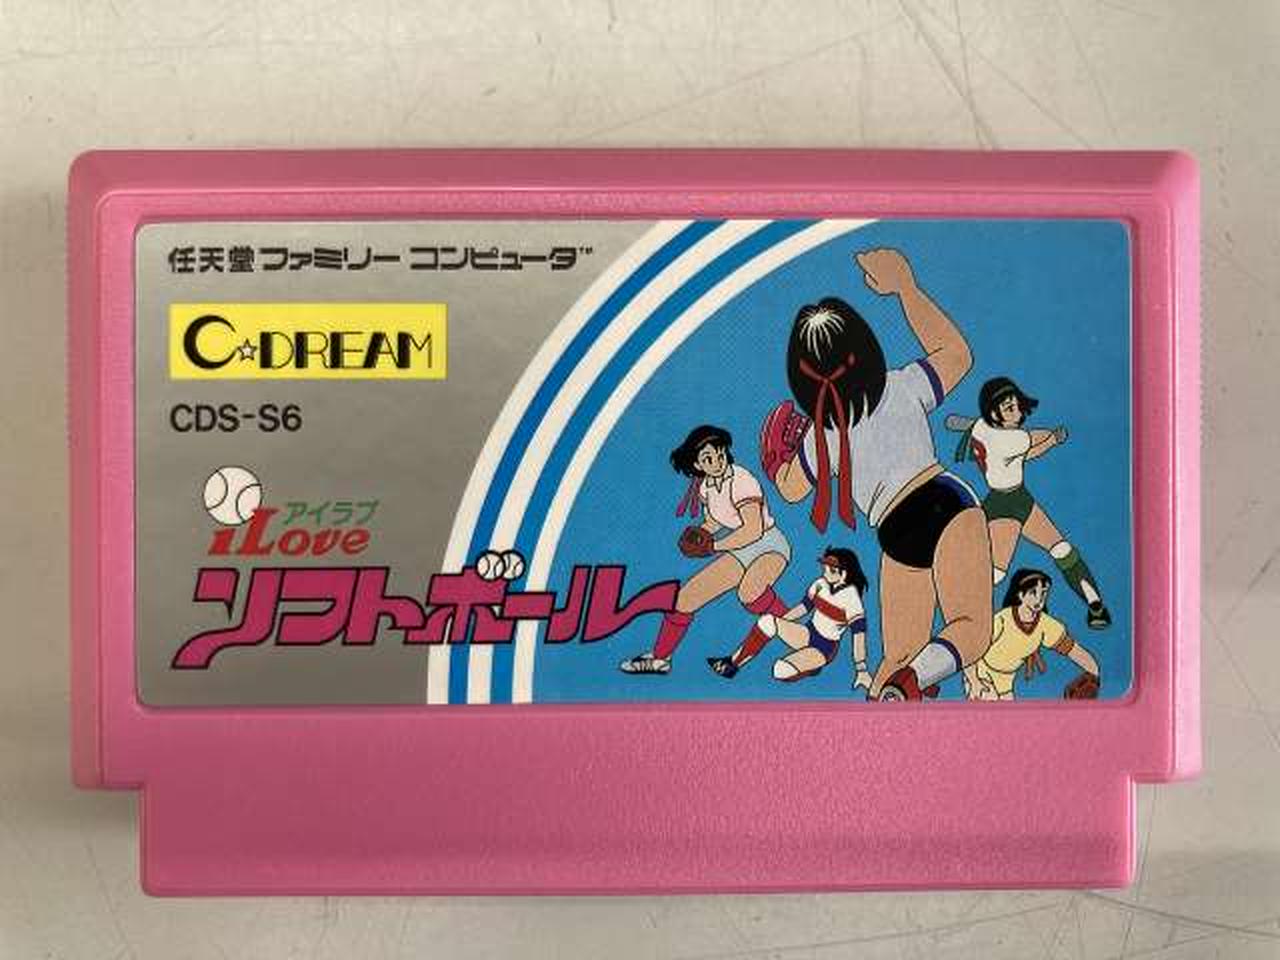 任天堂 ファミリー コンピュータ™
C☆DREAM
CDS-S6
アイラブ
iLove
ソフトボール